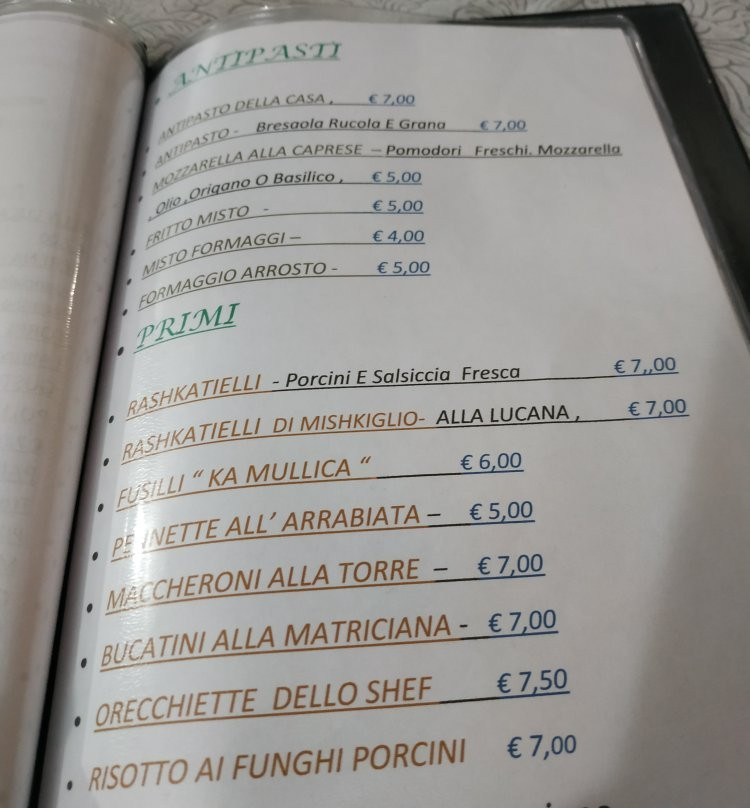 ANTIPASTI
ANTIPASTO DELLA CASA , € 7,00
ANTIPASTO - Bresaola Rucola E Grana € 7,00
MOZZARELLA ALLA CAPRESE – Pomodori Freschi. Mozzarella
, Olio ,Origano O Basilico , € 5,00
FRITTO MISTO - € 5,00
MISTO FORMAGGI – € 4,00
FORMAGGIO ARROSTO - € 5,00
PRIMI
RASHKATIELLI - Porcini E Salsiccia Fresca € 7,,00
RASHKATIELLI DI MISHKIGLIO- ALLA LUCANA , € 7,00
FUSILLI “ KA MULLICA “ € 6,00
PENNETTE ALL’ ARRABIATA – € 5,00
MACCHERONI ALLA TORRE – € 7,00
BUCATINI ALLA MATRICIANA - € 7,00
ORECCHIETTE DELLO SHEF € 7,50
RISOTTO AI FUNGHI PORCINI € 7,00